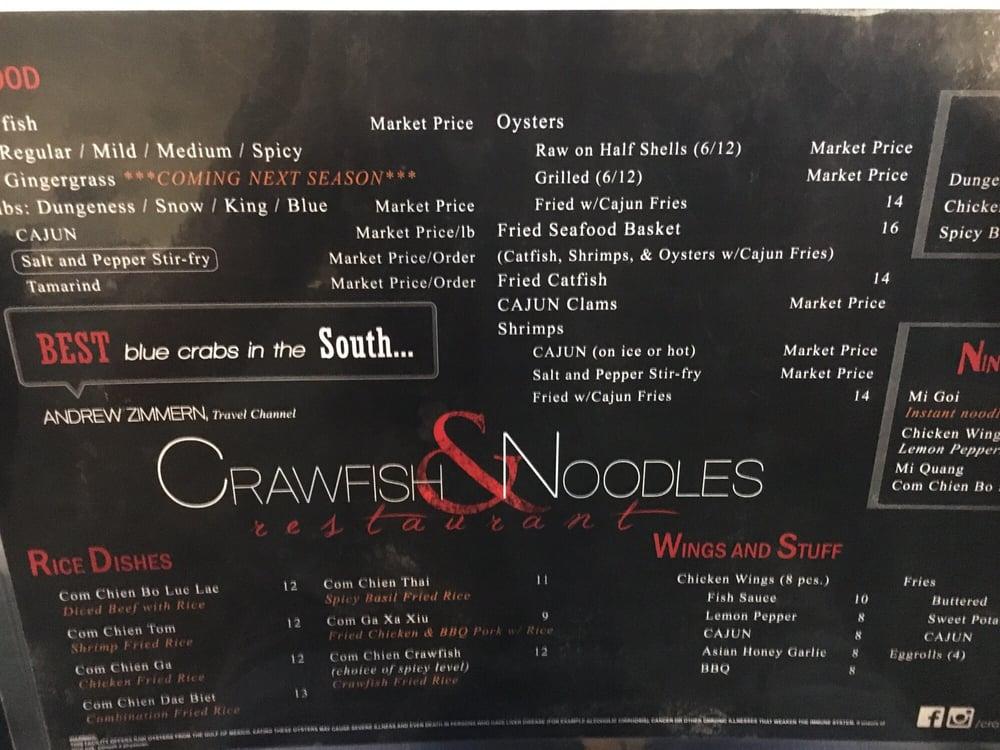 OOD
fish Market Price
Regular / Mild / Medium / Spicy
Gingergrass ***COMING NEXT SEASON***
bs: Dungeness / Snow / King / Blue Market Price
CAJUN Market Price/lb
Salt and Pepper Stir-fry Market Price/Order
Tamarind Market Price/Order
BEST blue crabs in the South...
ANDREW ZIMMERN, Travel Channel
Oysters
Raw on Half Shells (6/12) Market Price
Grilled (6/12) Market Price
Fried w/Cajun Fries 14
Fried Seafood Basket 16
(Catfish, Shrimps, & Oysters w/Cajun Fries)
Fried Catfish 14
CAJUN Clams Market Price
Shrimps
CAJUN (on ice or hot) Market Price
Salt and Pepper Stir-fry Market Price
Fried w/Cajun Fries 14
Dunge
Chicke
Spicy B
NIN
Mi Goi
Instant noodl
Chicken Wing
Lemon Pepper
Mi Quang
Com Chien Bo
CRAWFISH & NOODLES
restaurant
RICE DISHES
Com Chien Bo Luc Lac 12
Diced Beef with Rice
Com Chien Tom 12
Shrimp Fried Rice
Com Chien Ga 12
Chicken Fried Rice
Com Chien Dac Biet 13
Combination Fried Rice
Com Chien Thai 11
Spicy Basil Fried Rice
Com Ga Xa Xiu 9
Fried Chicken & BBQ Pork w/ Rice
Com Chien Crawfish 12
(choice of spicy level)
Crawfish Fried Rice
WINGS AND STUFF
Chicken Wings (8 pcs.)
Fish Sauce 10
Lemon Pepper 8
CAJUN 8
Asian Honey Garlic 8
BBQ 8
Fries
Buttered
Sweet Pota
CAJUN
Eggrolls (4)